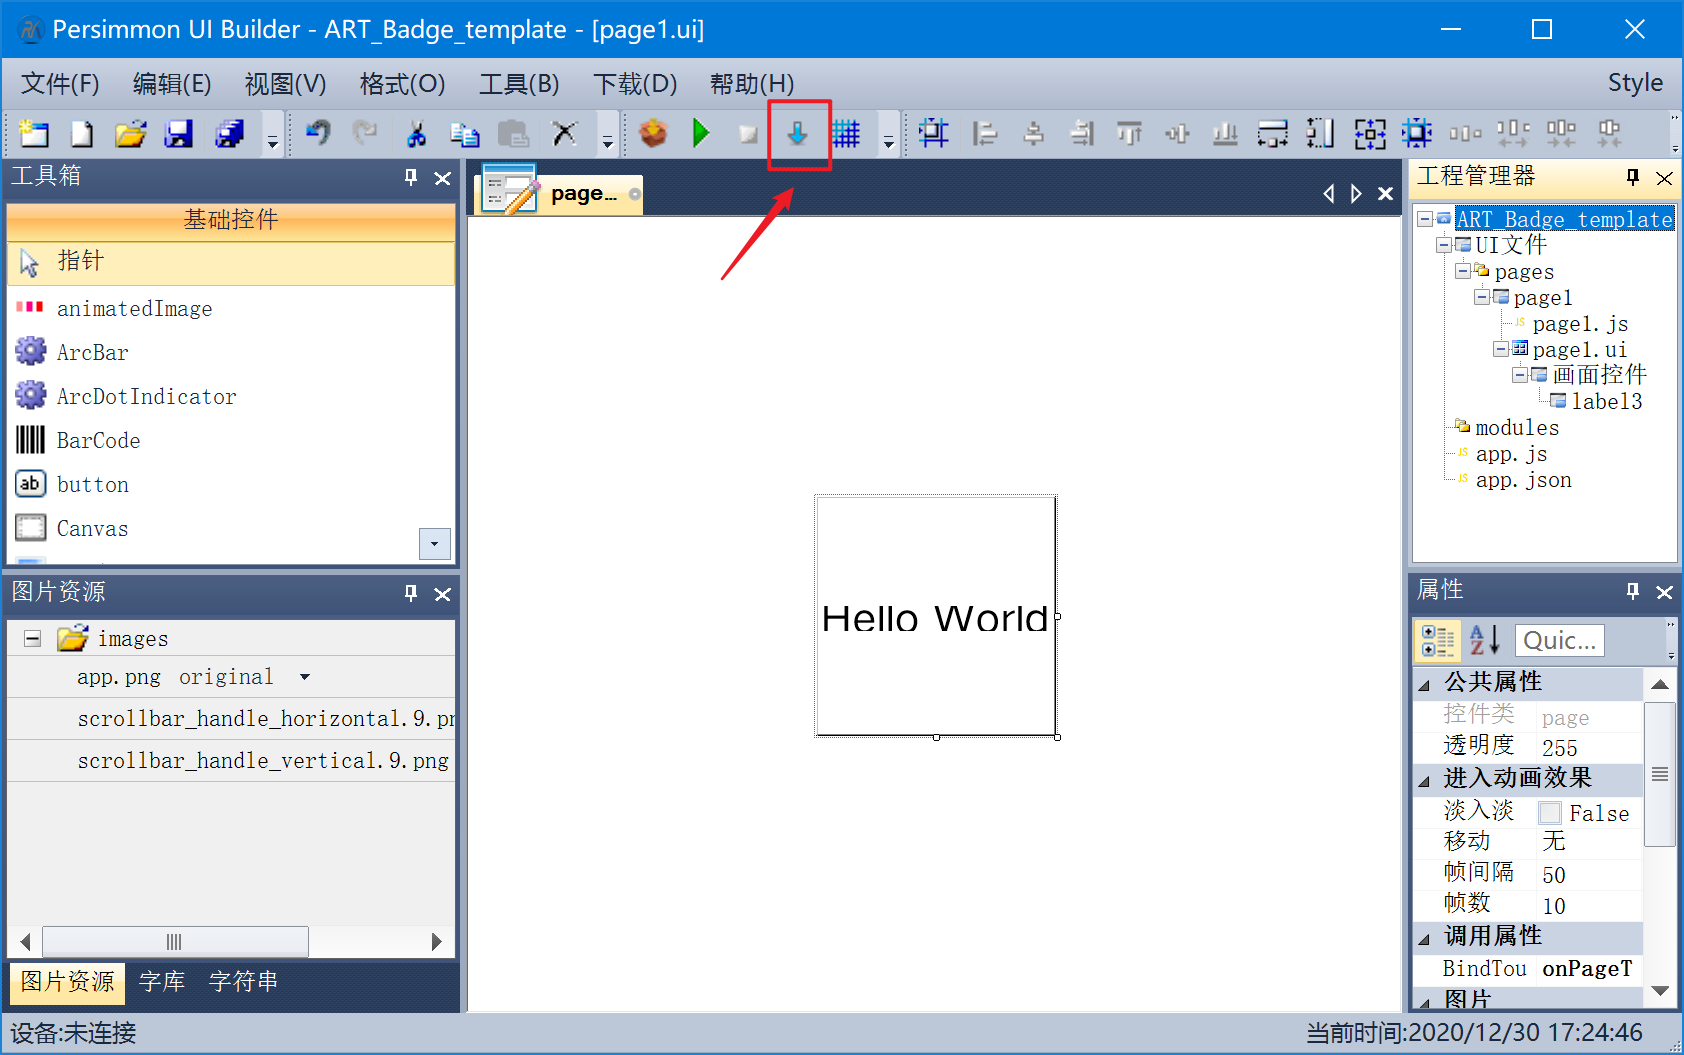 Persimmon UI Builder - ART_Badge_template - [page1.ui]
文件(F) 编辑(E) 视图(V) 格式(O) 工具(B) 下载(D) 帮助(H) Style
工具箱
基础控件
指针
animatedImage
ArcBar
ArcDotIndicator
BarCode
ab button
Canvas
图片资源
images
app.png original
scrollbar_handle_horizontal.9.pn
scrollbar_handle_vertical.9.png
图片资源 字库 字符串
page...
Hello World
工程管理器
ART_Badge_template
UI文件
pages
page1
JS page1.js
page1.ui
画面控件
label3
modules
JS app.js
JS app.json
属性
AZ Quic...
公共属性
控件类 page
透明度 255
进入动画效果
淡入淡 False
移动 无
帧间隔 50
帧数 10
调用属性
BindTou onPageT
图片
设备:未连接
当前时间:2020/12/30 17:24:46